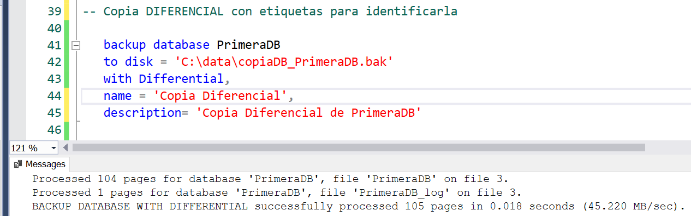 39 -- Copia DIFERENCIAL con etiquetas para identificarla
40
41 backup database PrimeraDB
42 to disk = 'C:\data\copiaDB_PrimeraDB.bak'
43 with Differential,
44 name = 'Copia Diferencial',
45 description= 'Copia Diferencial de PrimeraDB'
46
121 %
Messages
Processed 104 pages for database 'PrimeraDB', file 'PrimeraDB' on file 3.
Processed 1 pages for database 'PrimeraDB', file 'PrimeraDB_log' on file 3.
BACKUP DATABASE WITH DIFFERENTIAL successfully processed 105 pages in 0.018 seconds (45.220 MB/sec).